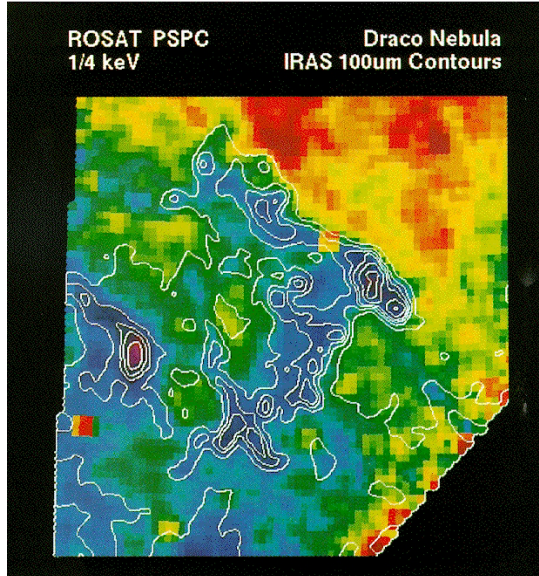 ROSAT PSPC
1/4 keV
Draco Nebula
IRAS 100um Contours